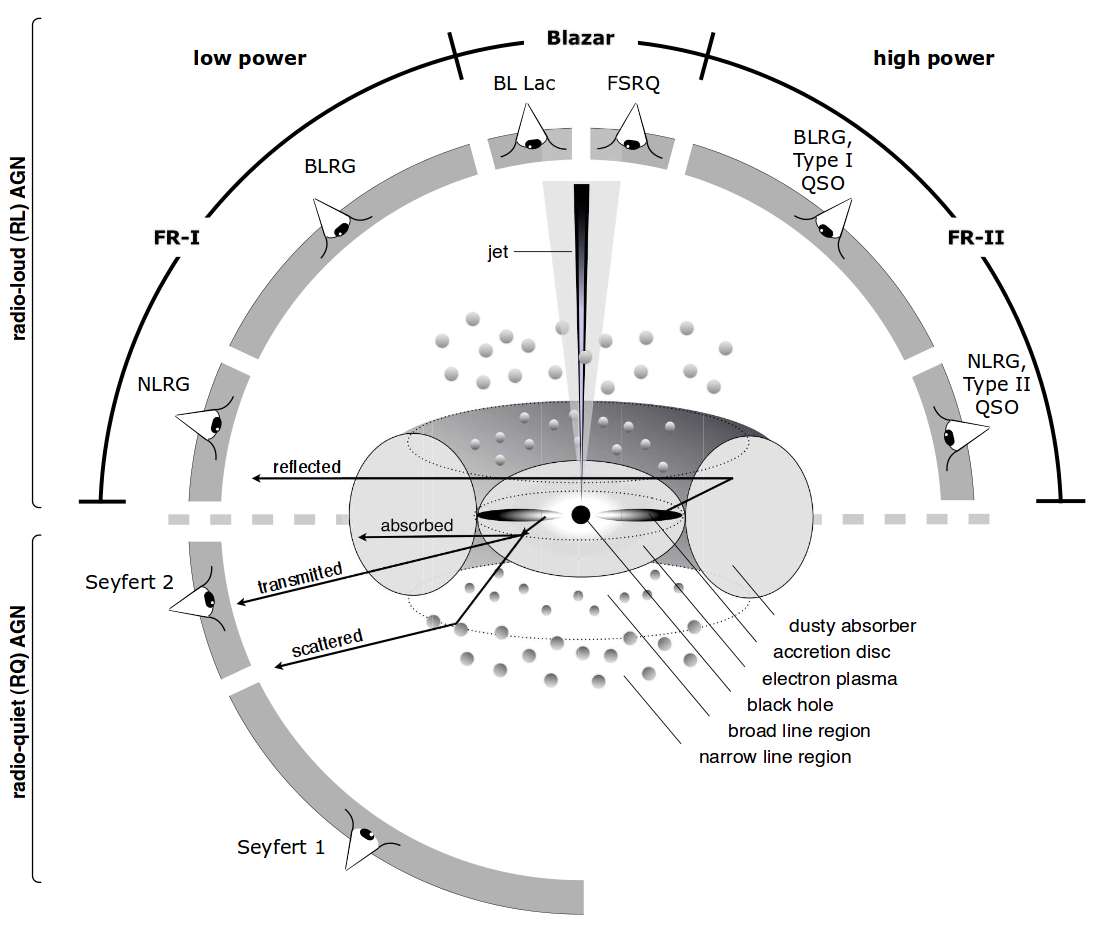 Blazar
low power
high power
BL Lac
FSRQ
BLRG,
Type I
QSO
BLRG
radio-loud (RL) AGN
FR-I
FR-II
jet
NLRG
NLRG,
Type II
QSO
reflected
absorbed
transmitted
scattered
Seyfert 2
radio-quiet (RQ) AGN
dusty absorber
accretion disc
electron plasma
black hole
broad line region
narrow line region
Seyfert 1